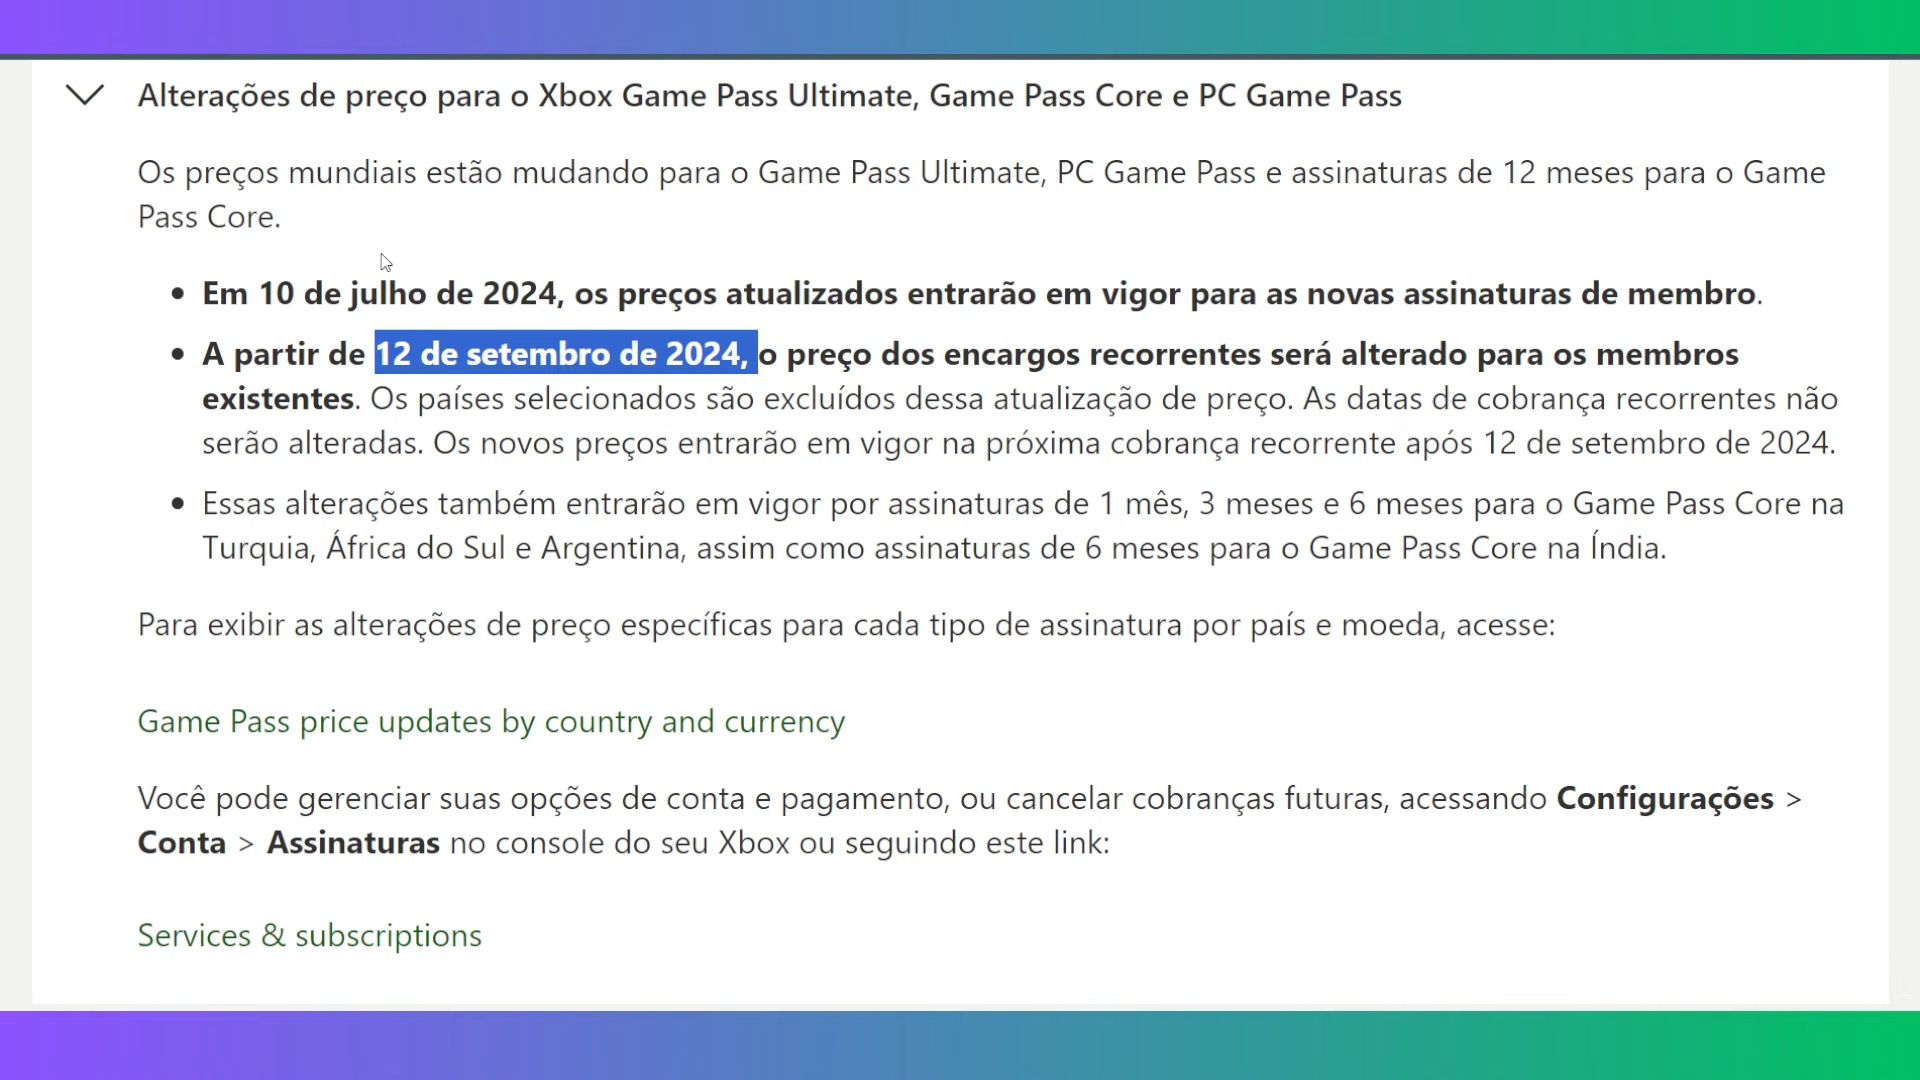 Alterações de preço para o Xbox Game Pass Ultimate, Game Pass Core e PC Game Pass
Os preços mundiais estão mudando para o Game Pass Ultimate, PC Game Pass e assinaturas de 12 meses para o Game
Pass Core.
• Em 10 de julho de 2024, os preços atualizados entrarão em vigor para as novas assinaturas de membro.
• A partir de 12 de setembro de 2024, o preço dos encargos recorrentes será alterado para os membros
existentes. Os países selecionados são excluídos dessa atualização de preço. As datas de cobrança recorrentes não
serão alteradas. Os novos preços entrarão em vigor na próxima cobrança recorrente após 12 de setembro de 2024.
• Essas alterações também entrarão em vigor por assinaturas de 1 mês, 3 meses e 6 meses para o Game Pass Core na
Turquia, África do Sul e Argentina, assim como assinaturas de 6 meses para o Game Pass Core na Índia.
Para exibir as alterações de preço específicas para cada tipo de assinatura por país e moeda, acesse:
Game Pass price updates by country and currency
Você pode gerenciar suas opções de conta e pagamento, ou cancelar cobranças futuras, acessando Configurações >
Conta > Assinaturas no console do seu Xbox ou seguindo este link:
Services & subscriptions